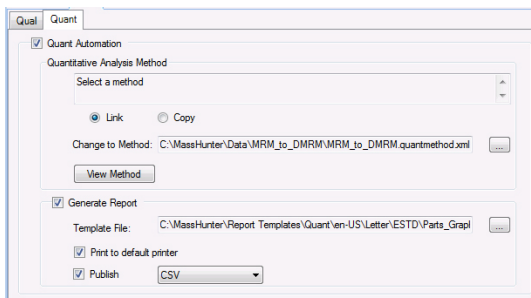 Qual Quant
Quant Automation
Quantitative Analysis Method
Select a method
Link Copy
Change to Method: C:\MassHunter\Data\MRM_to_DMRM\MRM_to_DMRM.quantmethod.xml ...
View Method
Generate Report
Template File: C:\MassHunter\Report Templates\Quant\en-US\Letter\ESTD\Parts_Grapl ...
Print to default printer
Publish CSV